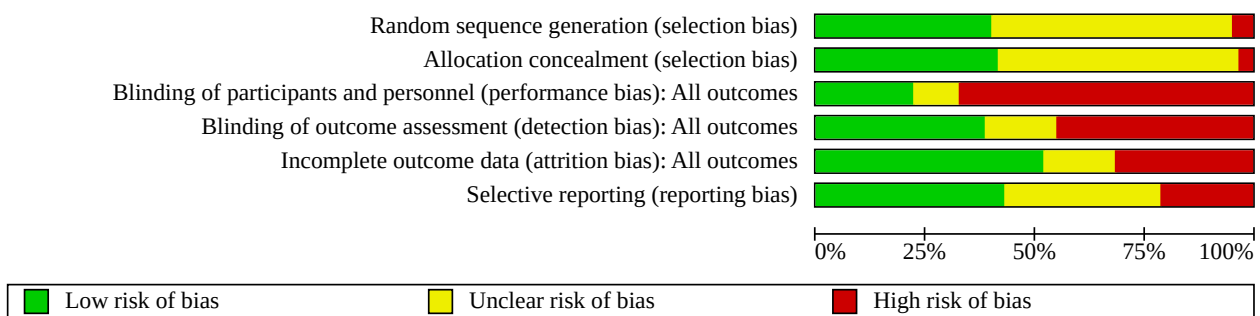 Random sequence generation (selection bias)
Allocation concealment (selection bias)
Blinding of participants and personnel (performance bias): All outcomes
Blinding of outcome assessment (detection bias): All outcomes
Incomplete outcome data (attrition bias): All outcomes
Selective reporting (reporting bias)
0% 25% 50% 75% 100%
Low risk of bias Unclear risk of bias High risk of bias